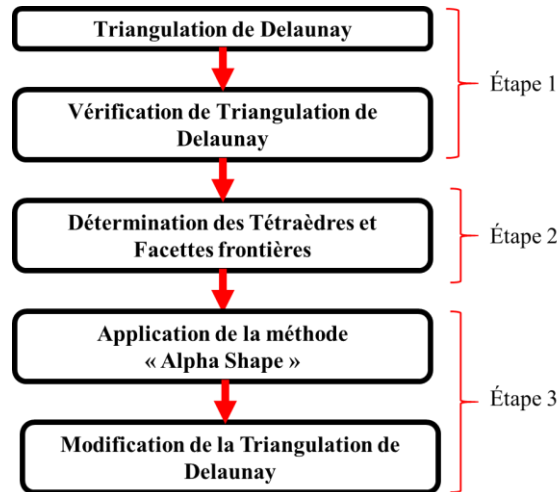 Triangulation de Delaunay
Vérification de Triangulation de
Delaunay
Étape 1
Détermination des Tétraèdres et
Facettes frontières
Étape 2
Application de la méthode
« Alpha Shape »
Modification de la Triangulation de
Delaunay
Étape 3